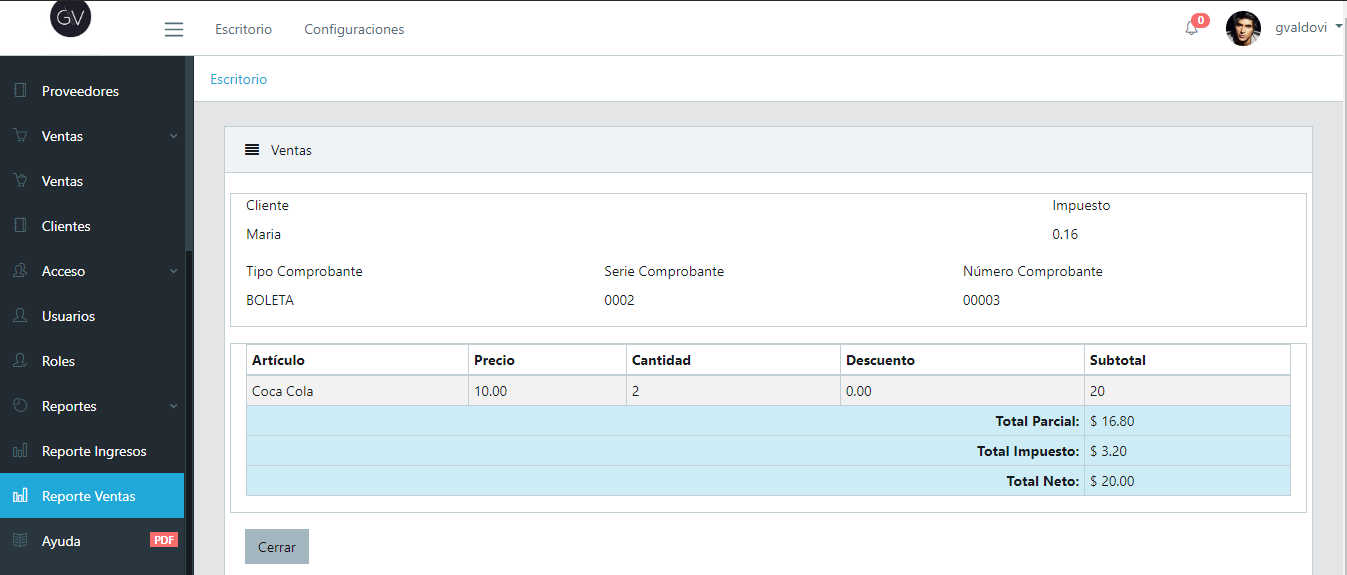 GV
Escritorio Configuraciones 0 gvaldovi
Escritorio
Proveedores
Ventas
Ventas
Clientes
Acceso
Usuarios
Roles
Reportes
Reporte Ingresos
Reporte Ventas
Ayuda PDF
Ventas
Cliente Impuesto
Maria 0.16
Tipo Comprobante Serie Comprobante Número Comprobante
BOLETA 0002 00003
Artículo Precio Cantidad Descuento Subtotal
Coca Cola 10.00 2 0.00 20
Total Parcial: $ 16.80
Total Impuesto: $ 3.20
Total Neto: $ 20.00
Cerrar